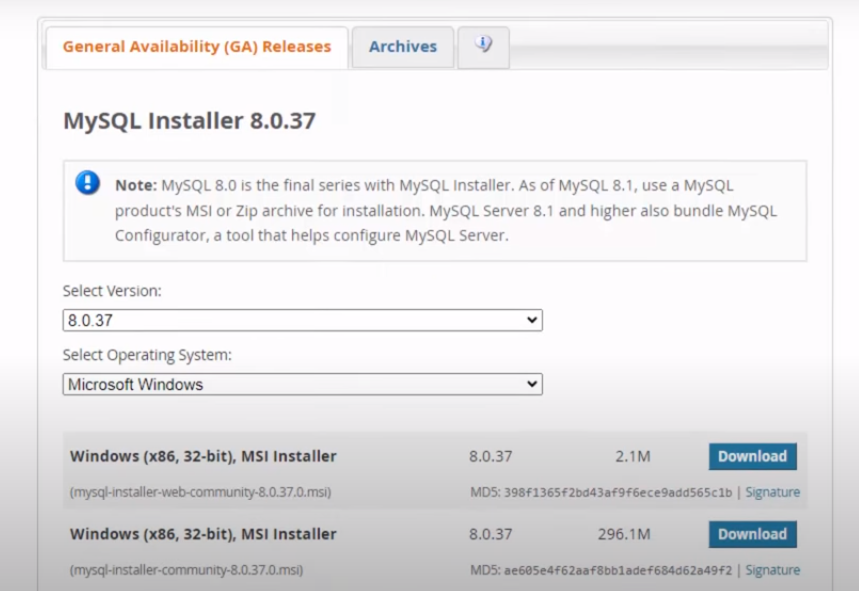 General Availability (GA) Releases
Archives
MySQL Installer 8.0.37
Note: MySQL 8.0 is the final series with MySQL Installer. As of MySQL 8.1, use a MySQL
product's MSI or Zip archive for installation. MySQL Server 8.1 and higher also bundle MySQL
Configurator, a tool that helps configure MySQL Server.
Select Version:
8.0.37
Select Operating System:
Microsoft Windows
Windows (x86, 32-bit), MSI Installer 8.0.37 2.1M Download
(mysql-installer-web-community-8.0.37.0.msi) MD5: 398f1365f2bd43af9f6ece9add565c1b | Signature
Windows (x86, 32-bit), MSI Installer 8.0.37 296.1M Download
(mysql-installer-community-8.0.37.0.msi) MD5: ae605e4f62aaf8bb1adef684d62a49f2 | Signature